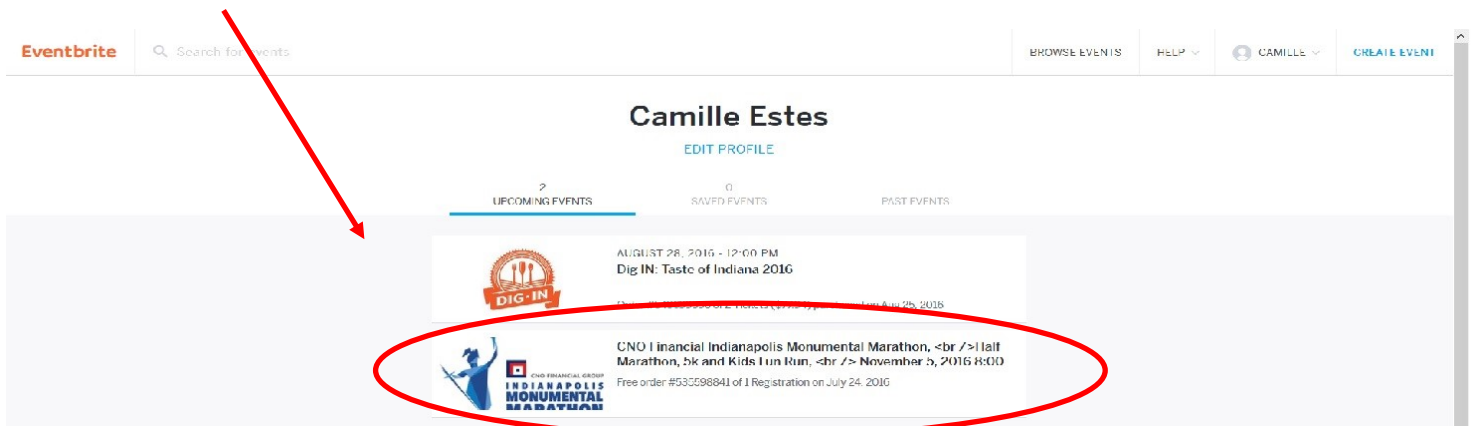 Eventbrite
Search for events
BROWSE EVENTS
HELP
CAMILLE
CREATE EVENT
Camille Estes
EDIT PROFILE
2
UPCOMING EVENTS
0
SAVED EVENTS
PAST EVENTS
DIG-IN
AUGUST 28, 2016 - 12:00 PM
Dig IN: Taste of Indiana 2016
Aug 25, 2016
CNO FINANCIAL GROUP
INDIANAPOLIS
MONUMENTAL
MARATHON
CNO Financial Indianapolis Monumental Marathon, <br />Half
Marathon, 5k and Kids Fun Run, <br /> November 5, 2016 8:00
Free order #535598841 of 1 Registration on July 24, 2016